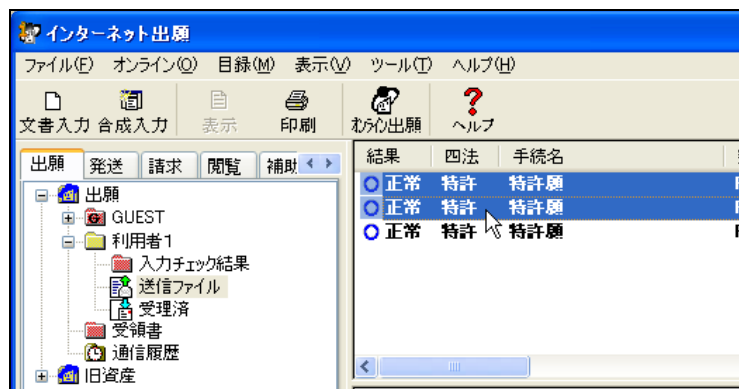 インターネット出願
ファイル(F) オンライン(O) 目録(M) 表示(V) ツール(T) ヘルプ(H)
文書入力 合成入力 表示 印刷 オンライン出願 ヘルプ
出願 発送 請求 閲覧 補助
出願
GUEST
利用者1
入力チェック結果
送信ファイル
受理済
受領書
通信履歴
旧資産
結果 四法 手続名
正常 特許 特許願
正常 特許 特許願
正常 特許 特許願